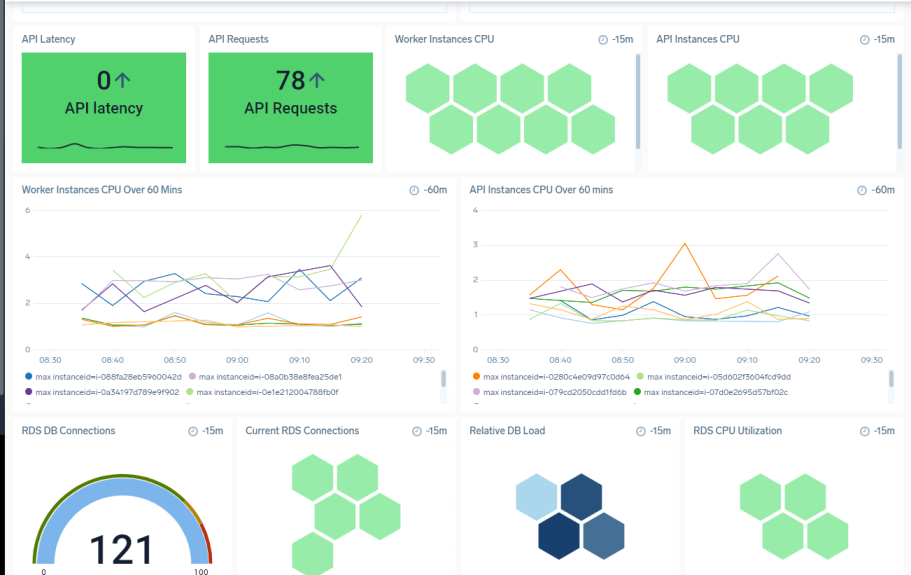 API Latency
API Requests
Worker Instances CPU
-15m
API Instances CPU
-15m
0↑
API latency
78↑
API Requests
Worker Instances CPU Over 60 Mins
-60m
API Instances CPU Over 60 mins
-60m
6
4
2
0
08:30 08:40 08:50 09:00 09:10 09:20 09:30
max instanceid=i-088fa28eb5960042d
max instanceid=i-08a0b38e8fea25de1
max instanceid=i-0a34197d789e9f902
max instanceid=i-0e1e212004788fb0f
4
3
2
1
0
08:30 08:40 08:50 09:00 09:10 09:20 09:30
max instanceid=i-0280c4e09d97c0d64
max instanceid=i-05d602f3604fcd9dd
max instanceid=i-079cd2050cdd1fd6b
max instanceid=i-07d0e2695d57bf02c
RDS DB Connections
-15m
Current RDS Connections
-15m
Relative DB Load
-15m
RDS CPU Utilization
-15m
121
0
100